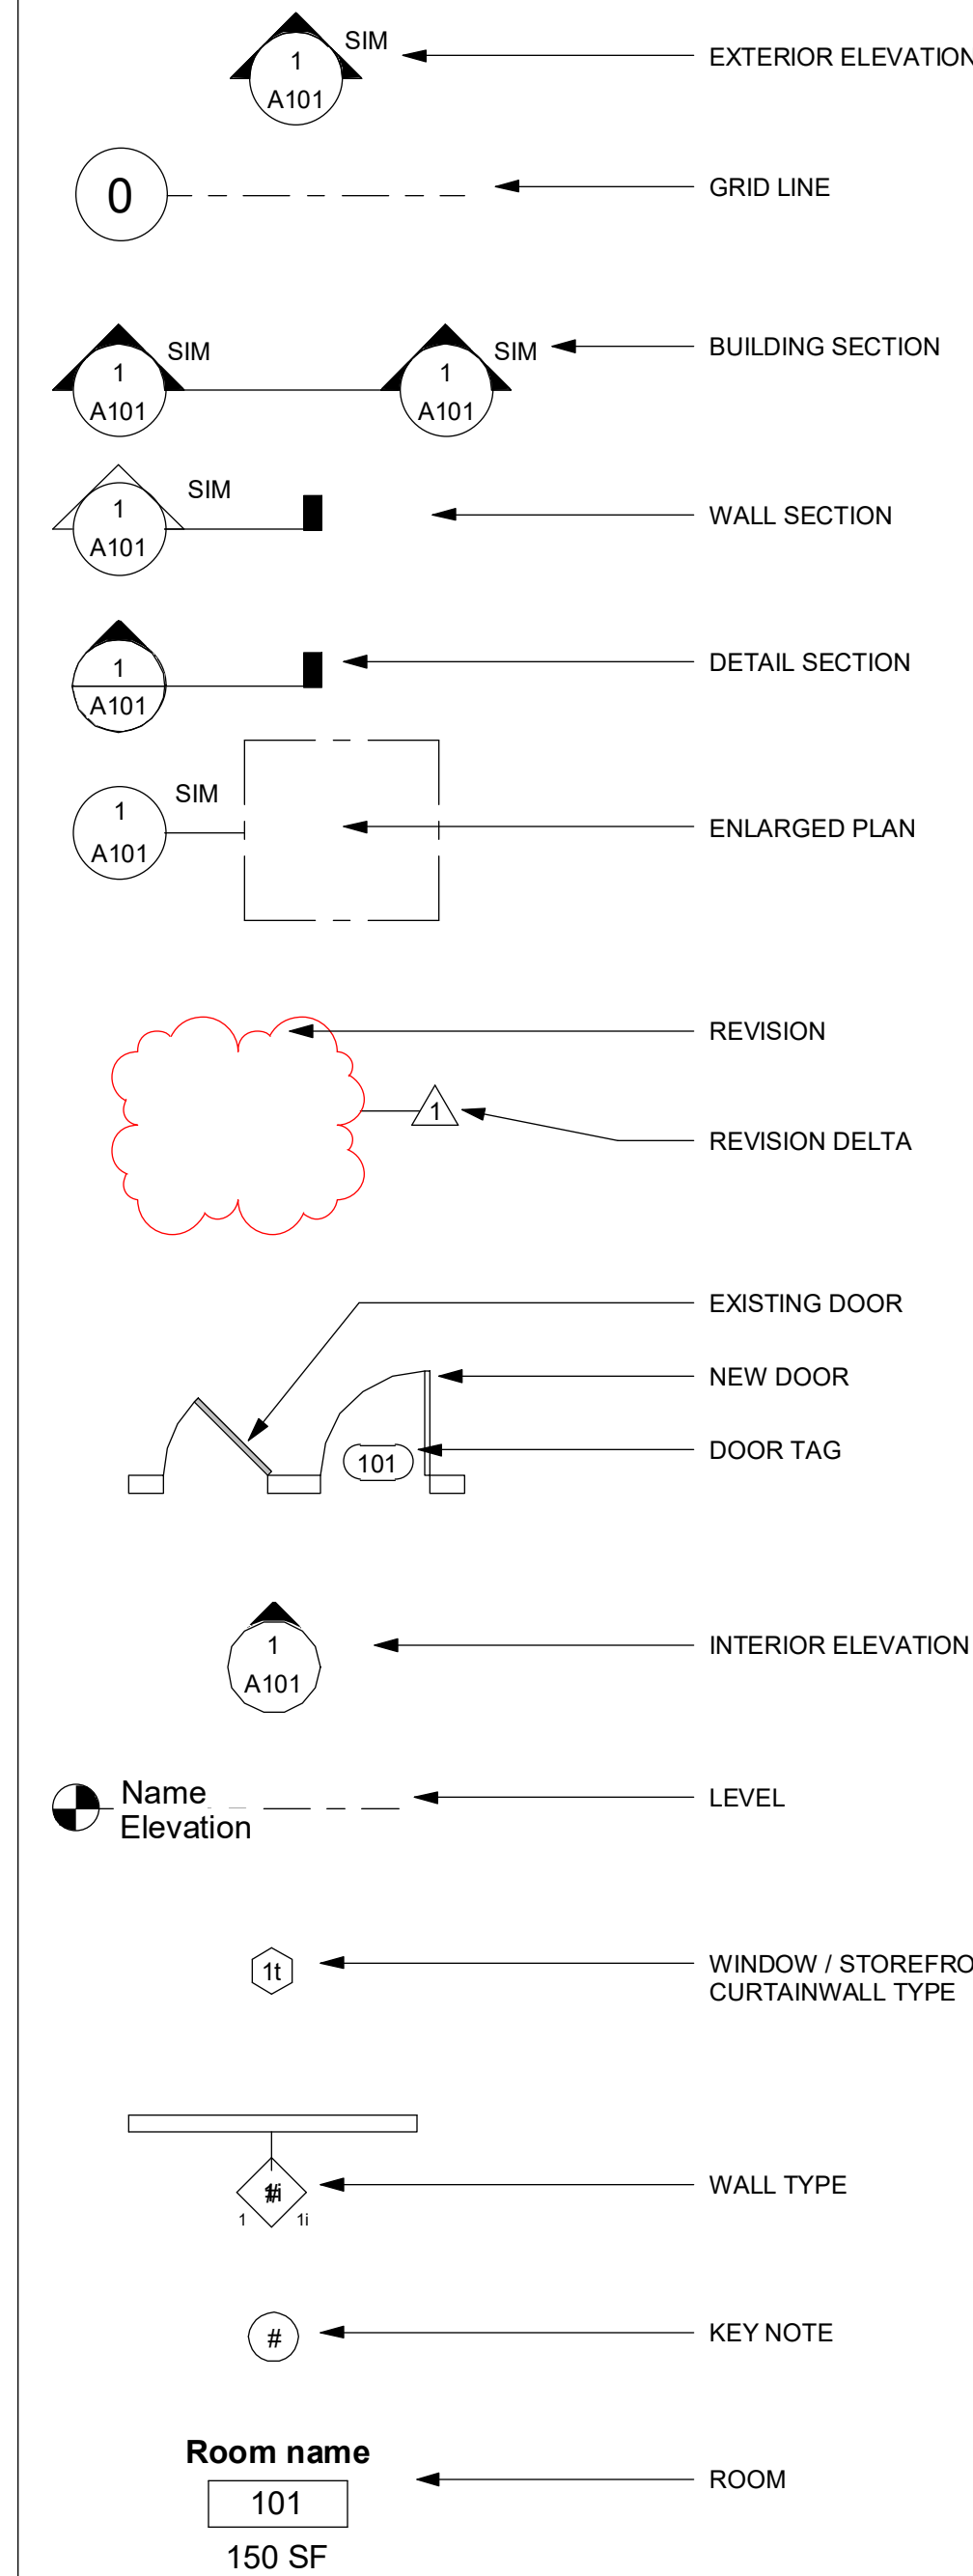 SIM
1
A101
EXTERIOR ELEVATION
0
GRID LINE
SIM
1
A101
SIM
1
A101
BUILDING SECTION
SIM
1
A101
WALL SECTION
1
A101
DETAIL SECTION
SIM
1
A101
ENLARGED PLAN
REVISION
1
REVISION DELTA
EXISTING DOOR
NEW DOOR
DOOR TAG
101
1
A101
INTERIOR ELEVATION
Name
Elevation
LEVEL
1t
WINDOW /
CURTAINWALL TYPE
1
1i
WALL TYPE
#
KEY NOTE
Room name
101
150 SF
ROOM